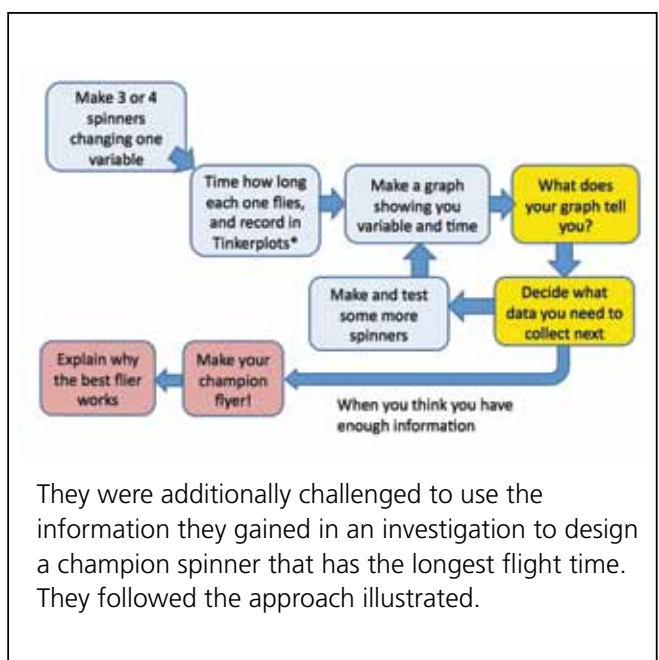 Make 3 or 4
spinners
changing one
variable
Time how long
each one flies,
and record in
Tinkerplots*
Make a graph
showing you
variable and time
What does
your graph tell
you?
Decide what
data you need to
collect next
Make and test
some more
spinners
When you think you have
enough information
Make your
champion
flyer!
Explain why
the best flier
works
They were additionally challenged to use the
information they gained in an investigation to design
a champion spinner that has the longest flight time.
They followed the approach illustrated.